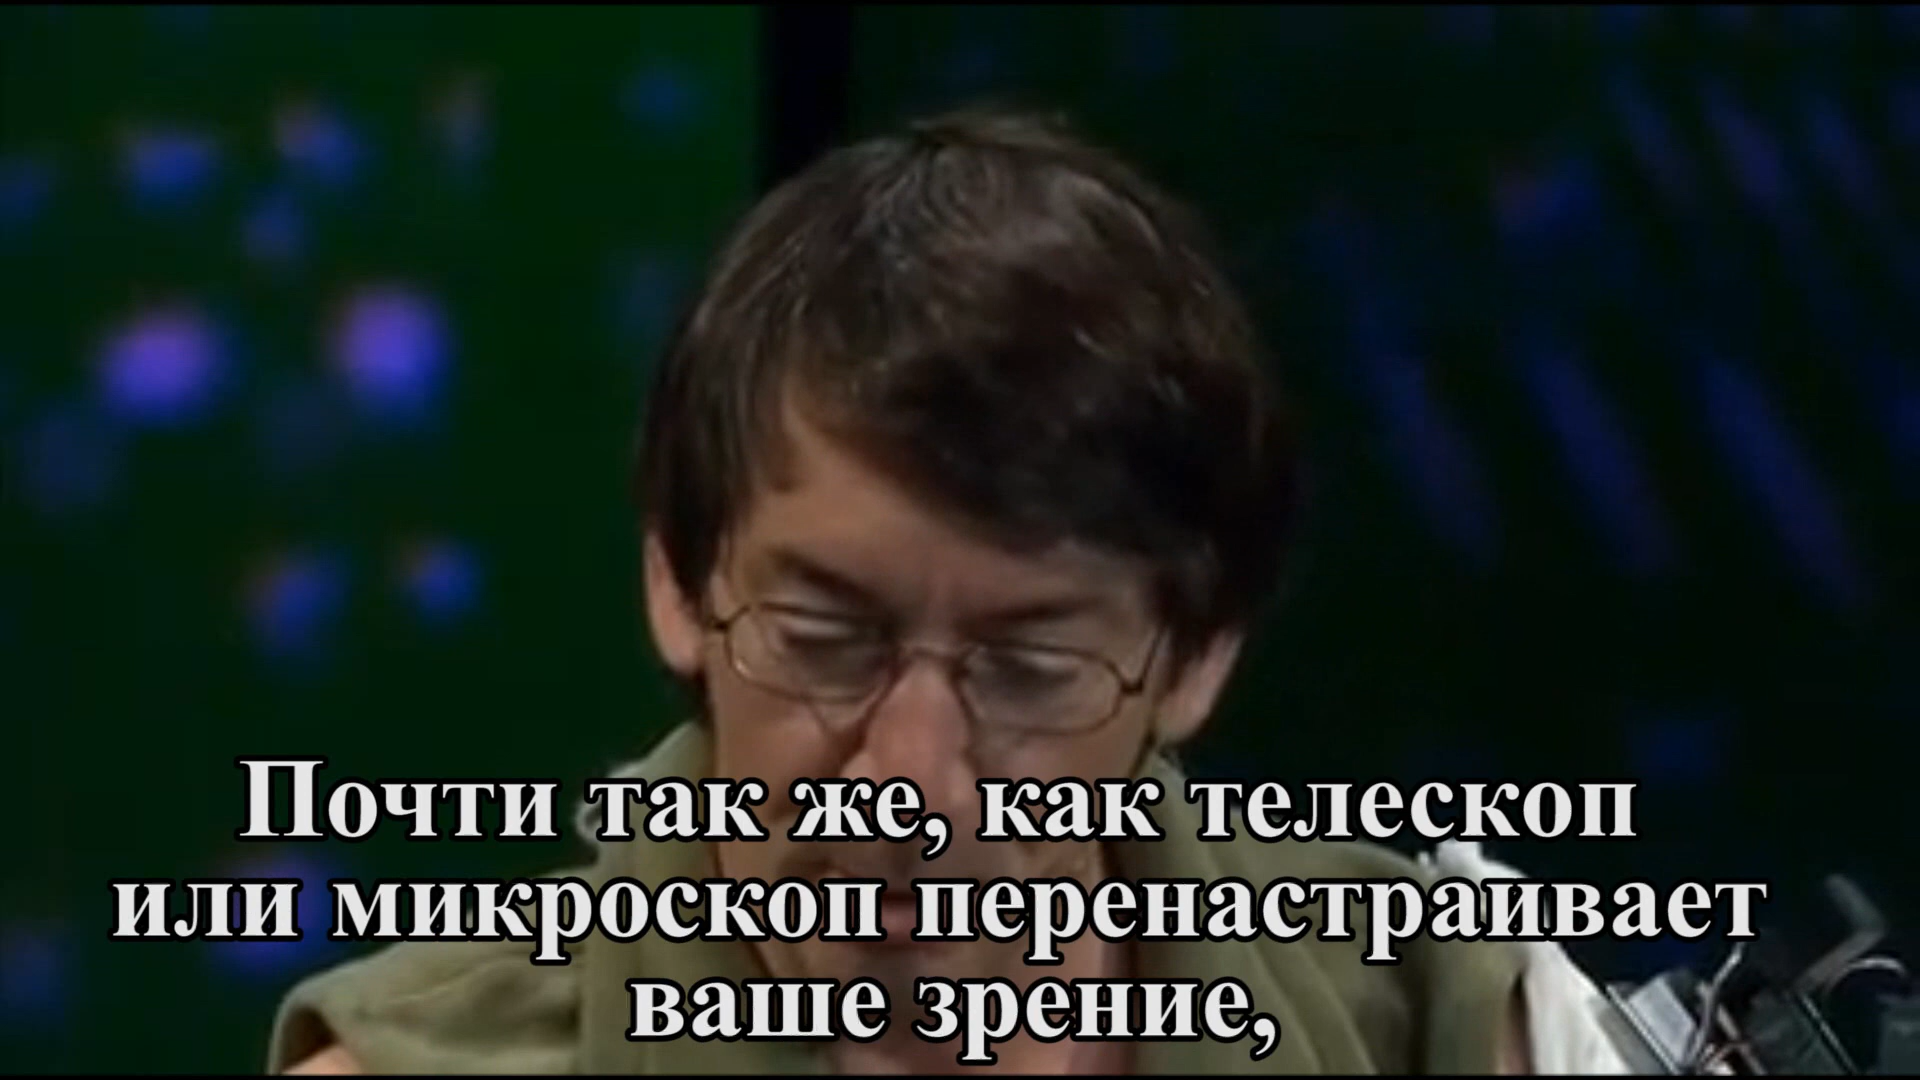 Почти так же, как телескоп
или микроскоп перенастраивает
ваше зрение,